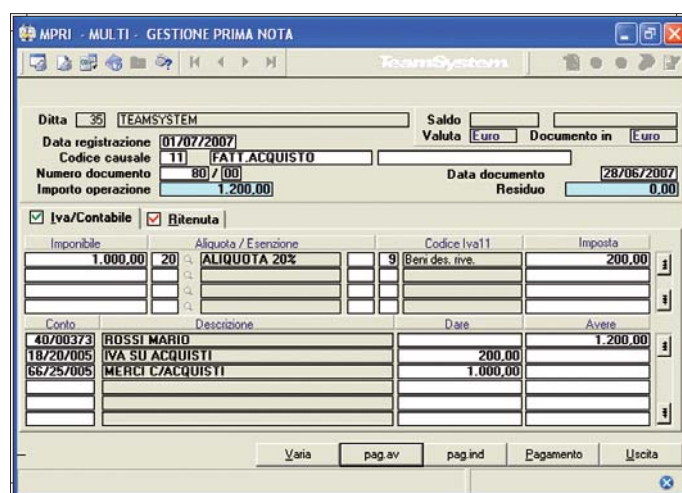 MPRI - MULTI - GESTIONE PRIMA NOTA
TeamSystem
Ditta 35 TEAMSYSTEM Saldo
Valuta Euro Documento in Euro
Data registrazione 01/07/2007
Codice causale 11 FATT.ACQUISTO
Numero documento 80 / 00 Data documento 28/06/2007
Importo operazione 1.200,00 Residuo 0,00
Iva/Contabile Ritenuta
Imponibile Aliquota / Esenzione Codice Iva11 Imposta
1.000,00 20 ALIQUOTA 20% 9 Beni des. rive. 200,00
Conto Descrizione Dare Avere
40/00373 ROSSI MARIO 1.200,00
18/20/005 IVA SU ACQUISTI 200,00
66/25/005 MERCI C/ACQUISTI 1.000,00
Varia pag.av pag.ind Pagamento Uscita